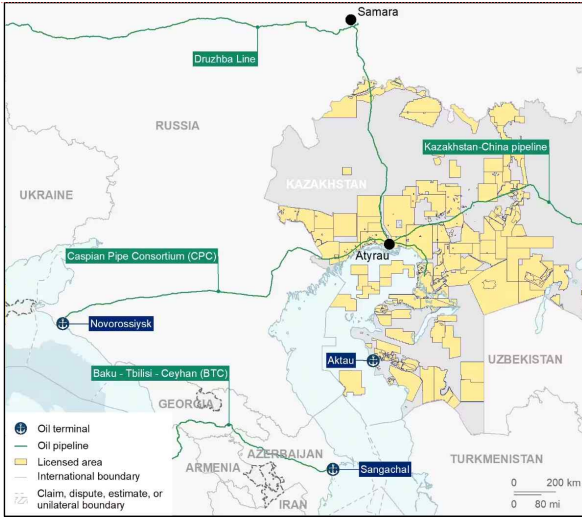 Samara
Druzhba Line
RUSSIA
Kazakhstan-China pipeline
KAZAKHSTAN
UKRAINE
Atyrau
Caspian Pipe Consortium (CPC)
Novorossiysk
Aktau
UZBEKISTAN
Baku - Tbilisi - Ceyhan (BTC)
GEORGIA
Oil terminal
Oil pipeline
Licensed area
International boundary
Claim, dispute, estimate, or
unilateral boundary
AZERBAIJAN
ARMENIA
Sangachal
TURKMENISTAN
IRAN
0 200 km
0 80 mi